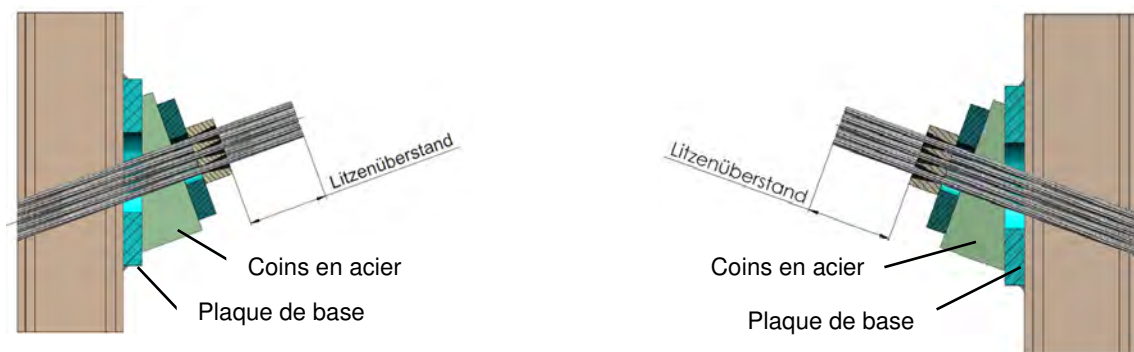 Litzenüberstand
Coins en acier
Plaque de base
Litzenüberstand
Coins en acier
Plaque de base